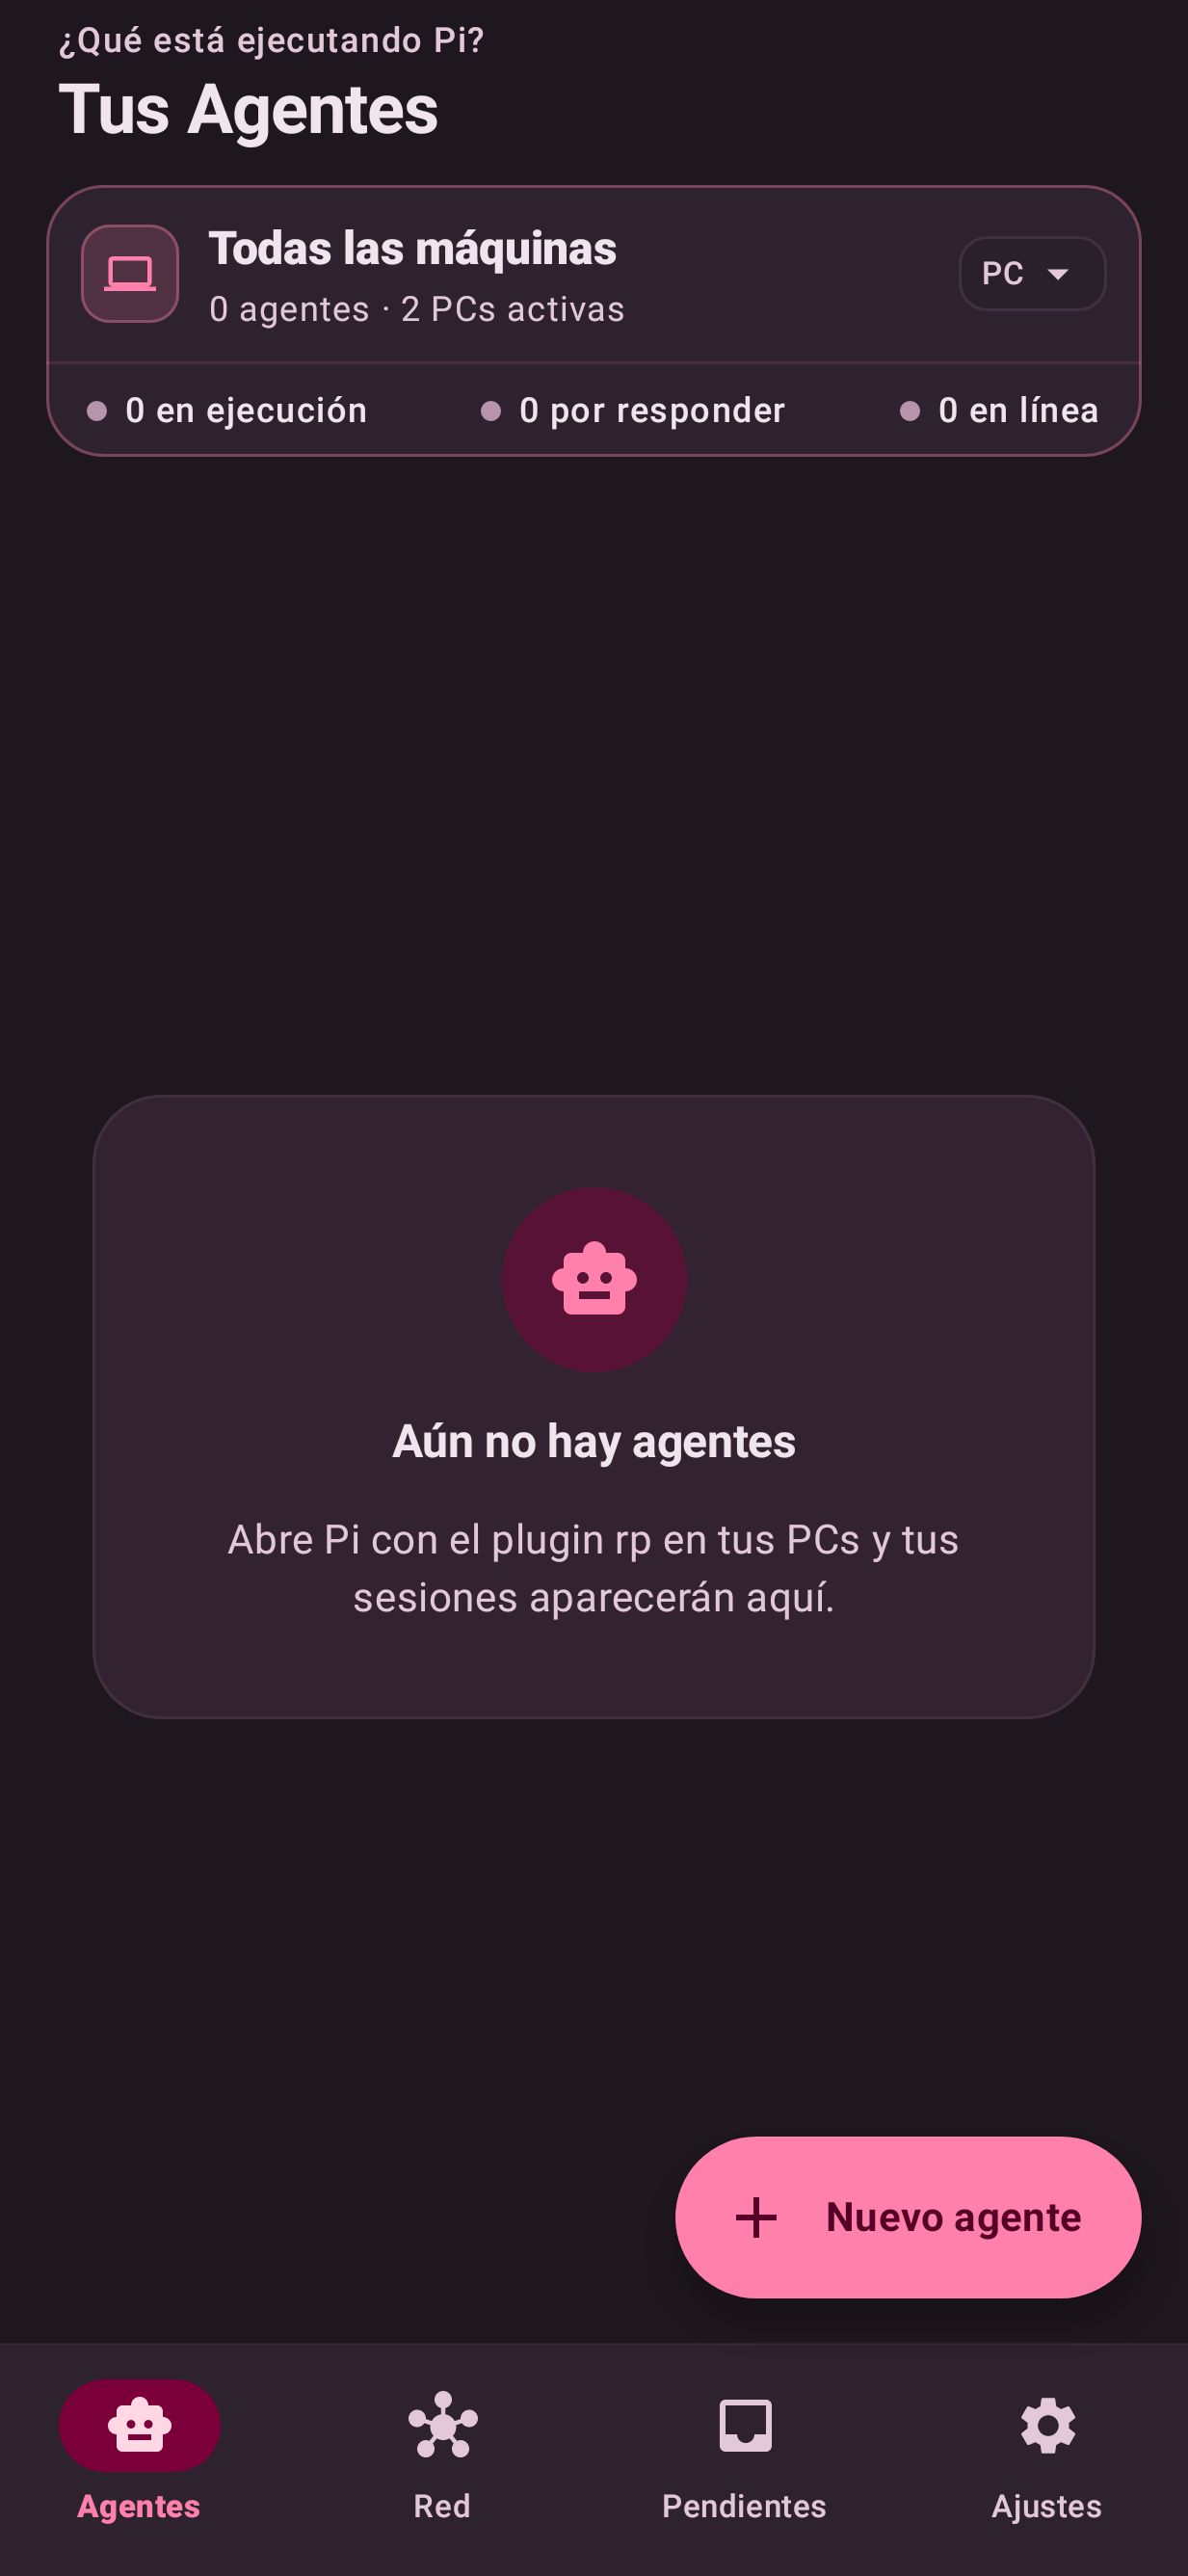 ¿Qué está ejecutando Pi?
Tus Agentes
Todas las máquinas
0 agentes · 2 PCs activas
PC
0 en ejecución
0 por responder
0 en línea
Aún no hay agentes
Abre Pi con el plugin rp en tus PCs y tus
sesiones aparecerán aquí.
Nuevo agente
Agentes
Red
Pendientes
Ajustes